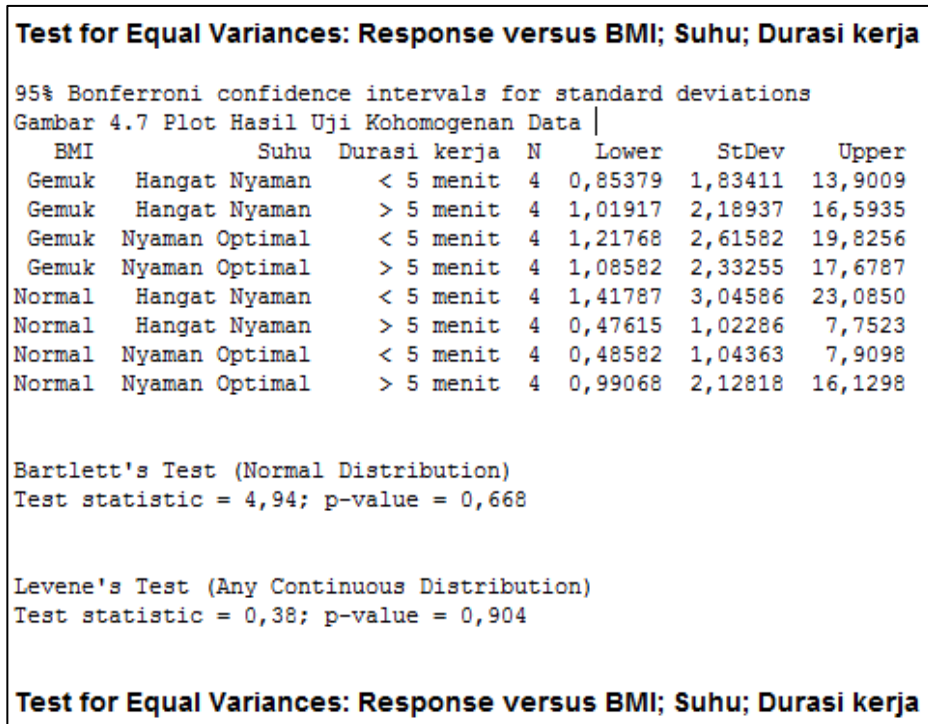 Test for Equal Variances: Response versus BMI; Suhu; Durasi kerja
95% Bonferroni confidence intervals for standard deviations
Gambar 4.7 Plot Hasil Uji Kohomogenan Data
BMI Suhu Durasi kerja N Lower StDev Upper
Gemuk Hangat Nyaman < 5 menit 4 0,85379 1,83411 13,9009
Gemuk Hangat Nyaman > 5 menit 4 1,01917 2,18937 16,5935
Gemuk Nyaman Optimal < 5 menit 4 1,21768 2,61582 19,8256
Gemuk Nyaman Optimal > 5 menit 4 1,08582 2,33255 17,6787
Normal Hangat Nyaman < 5 menit 4 1,41787 3,04586 23,0850
Normal Hangat Nyaman > 5 menit 4 0,47615 1,02286 7,7523
Normal Nyaman Optimal < 5 menit 4 0,48582 1,04363 7,9098
Normal Nyaman Optimal > 5 menit 4 0,99068 2,12818 16,1298
Bartlett's Test (Normal Distribution)
Test statistic = 4,94; p-value = 0,668
Levene's Test (Any Continuous Distribution)
Test statistic = 0,38; p-value = 0,904
Test for Equal Variances: Response versus BMI; Suhu; Durasi kerja